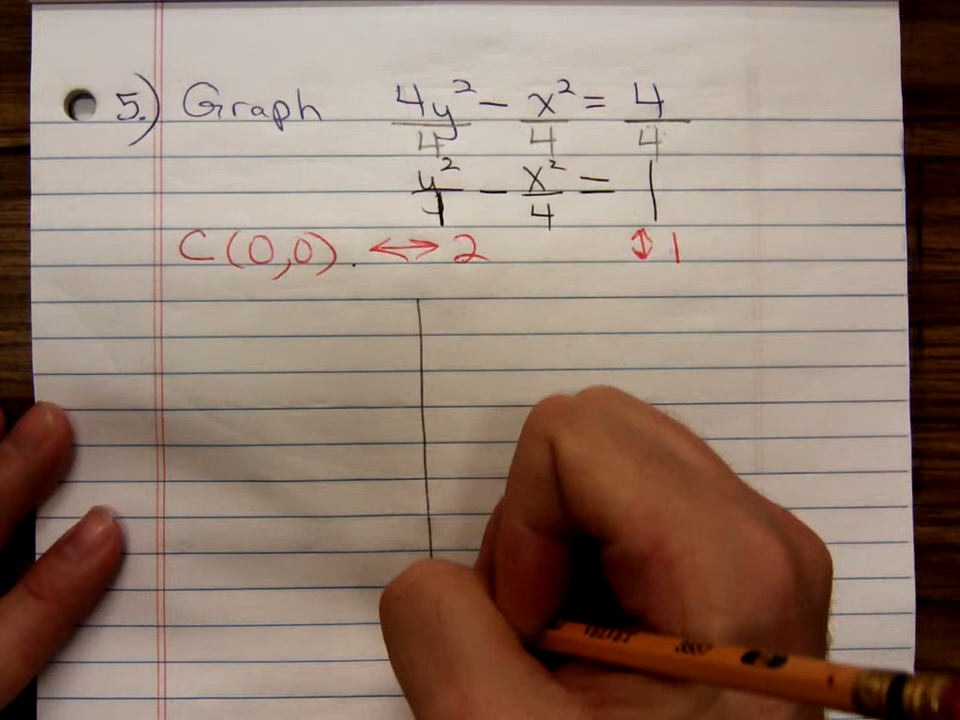 5.) Graph 4y² - x² = 4
4 4 4
y² - x² = 1
1 4
C(0,0). ↔ 2 ↕ 1